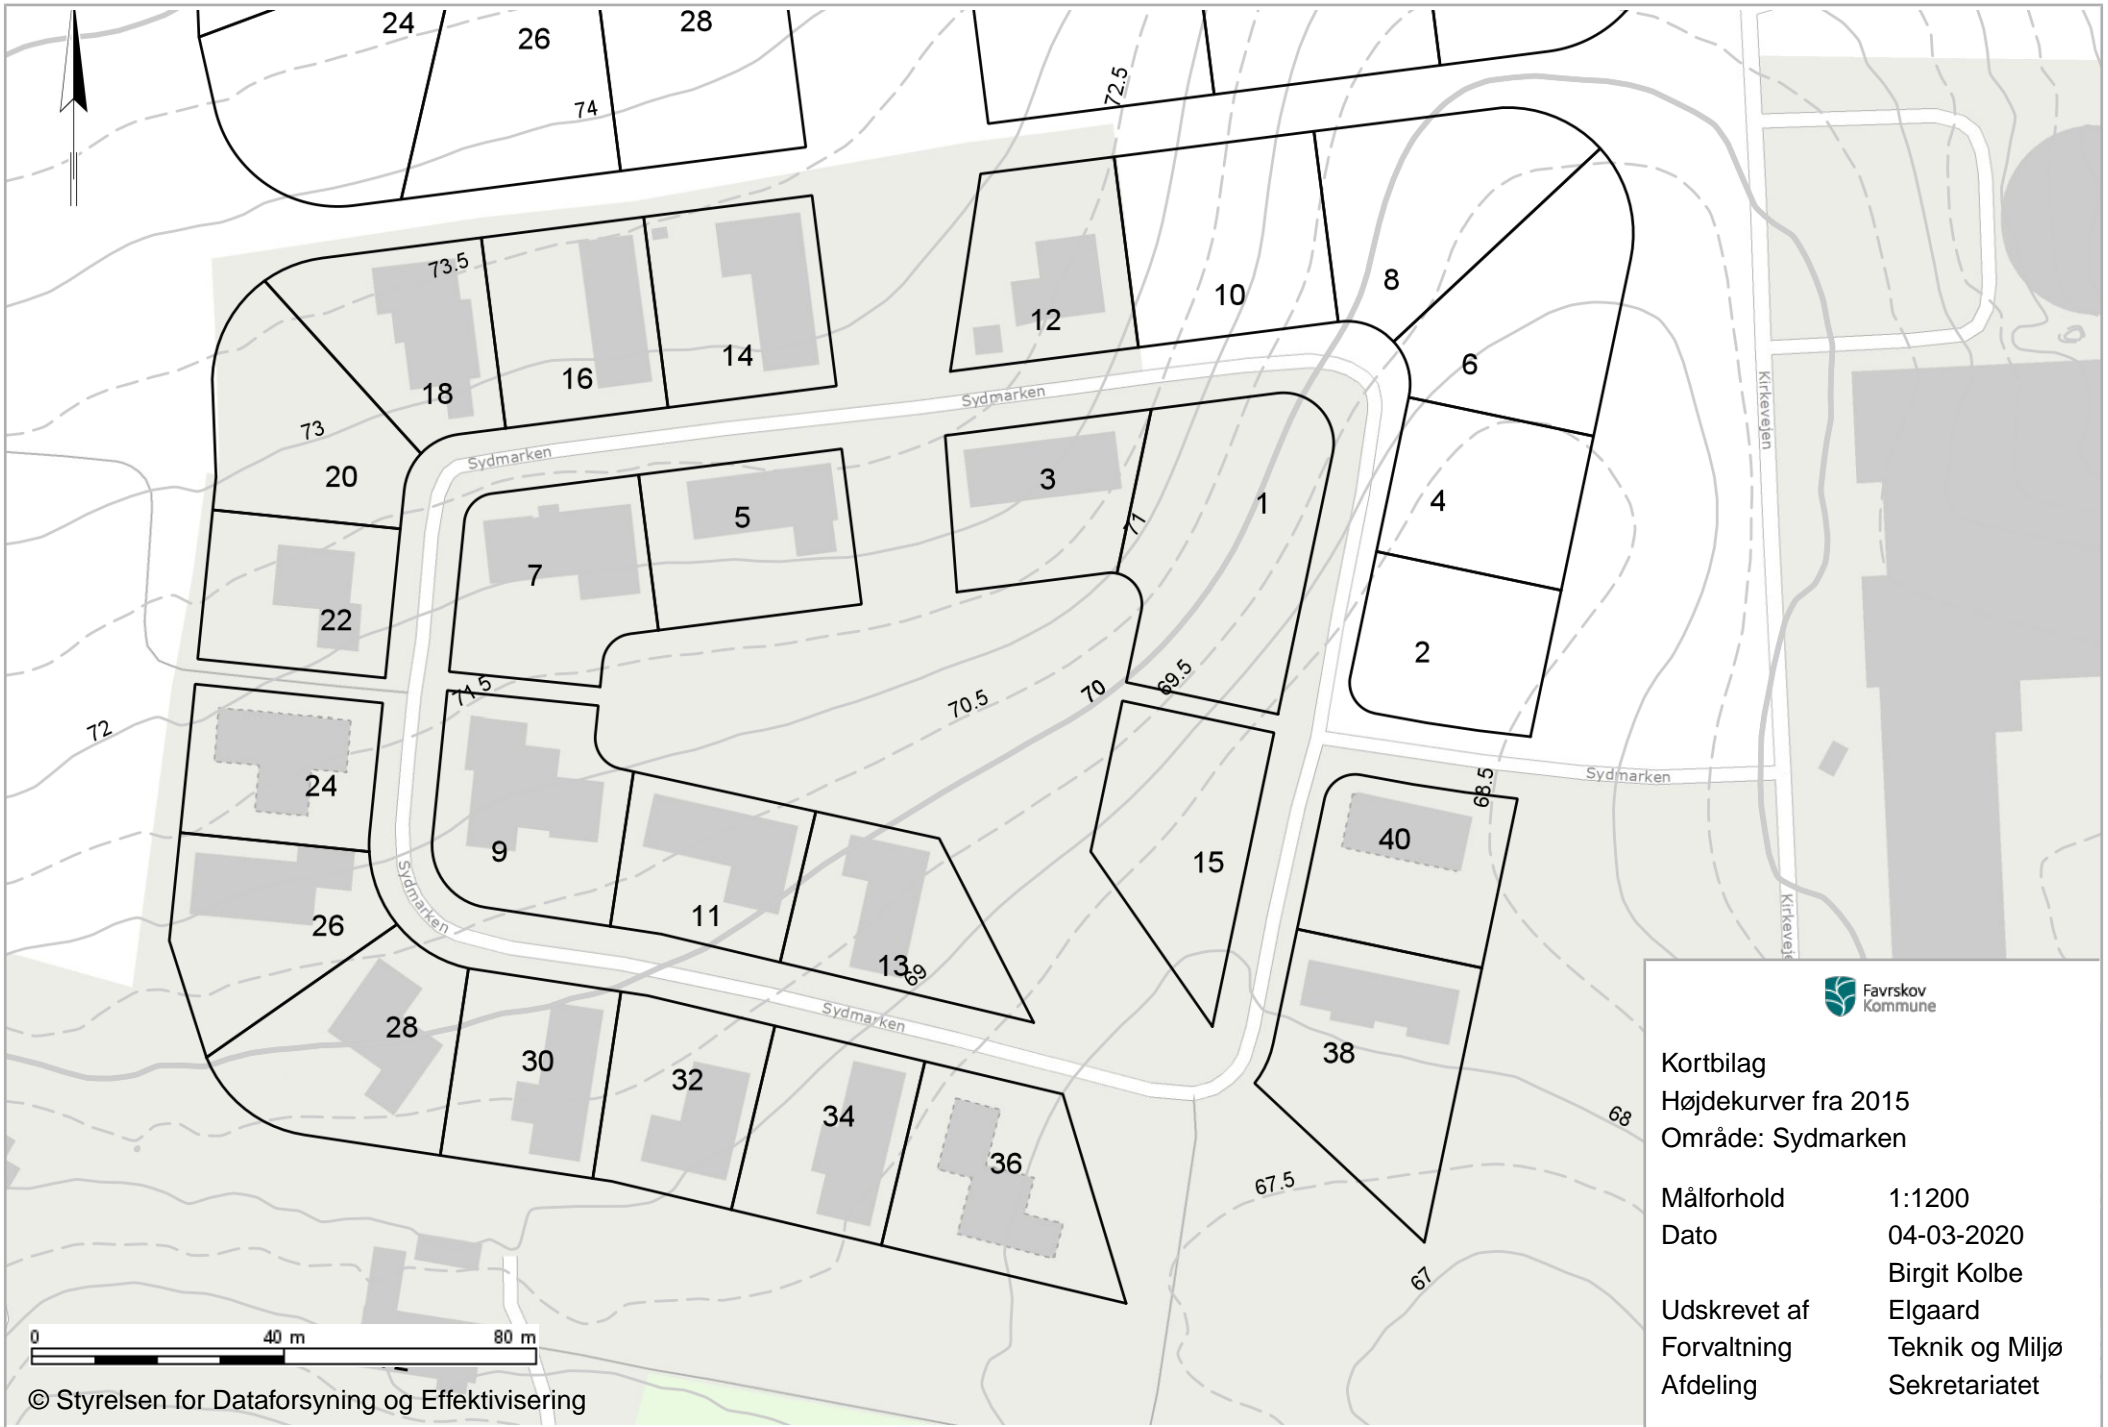 24
26
28
74
72.5
73.5
12
10
8
14
16
18
6
73
20
Sydmarken
Sydmarken
Kirkevejen
3
1
4
5
71
7
22
2
71.5
72
70.5
70
69.5
24
68.5
Sydmarken
40
9
15
11
26
Sydmarken
13
69
Sydmarken
28
30
32
34
36
38
68
67.5
67
Favrskov
Kommune
Kortbilag
Højdekurver fra 2015
Område: Sydmarken
Målforhold 1:1200
Dato 04-03-2020
Birgit Kolbe
Udskrevet af Elgaard
Forvaltning Teknik og Miljø
Afdeling Sekretariatet
0 40 m 80 m
© Styrelsen for Dataforsyning og Effektivisering